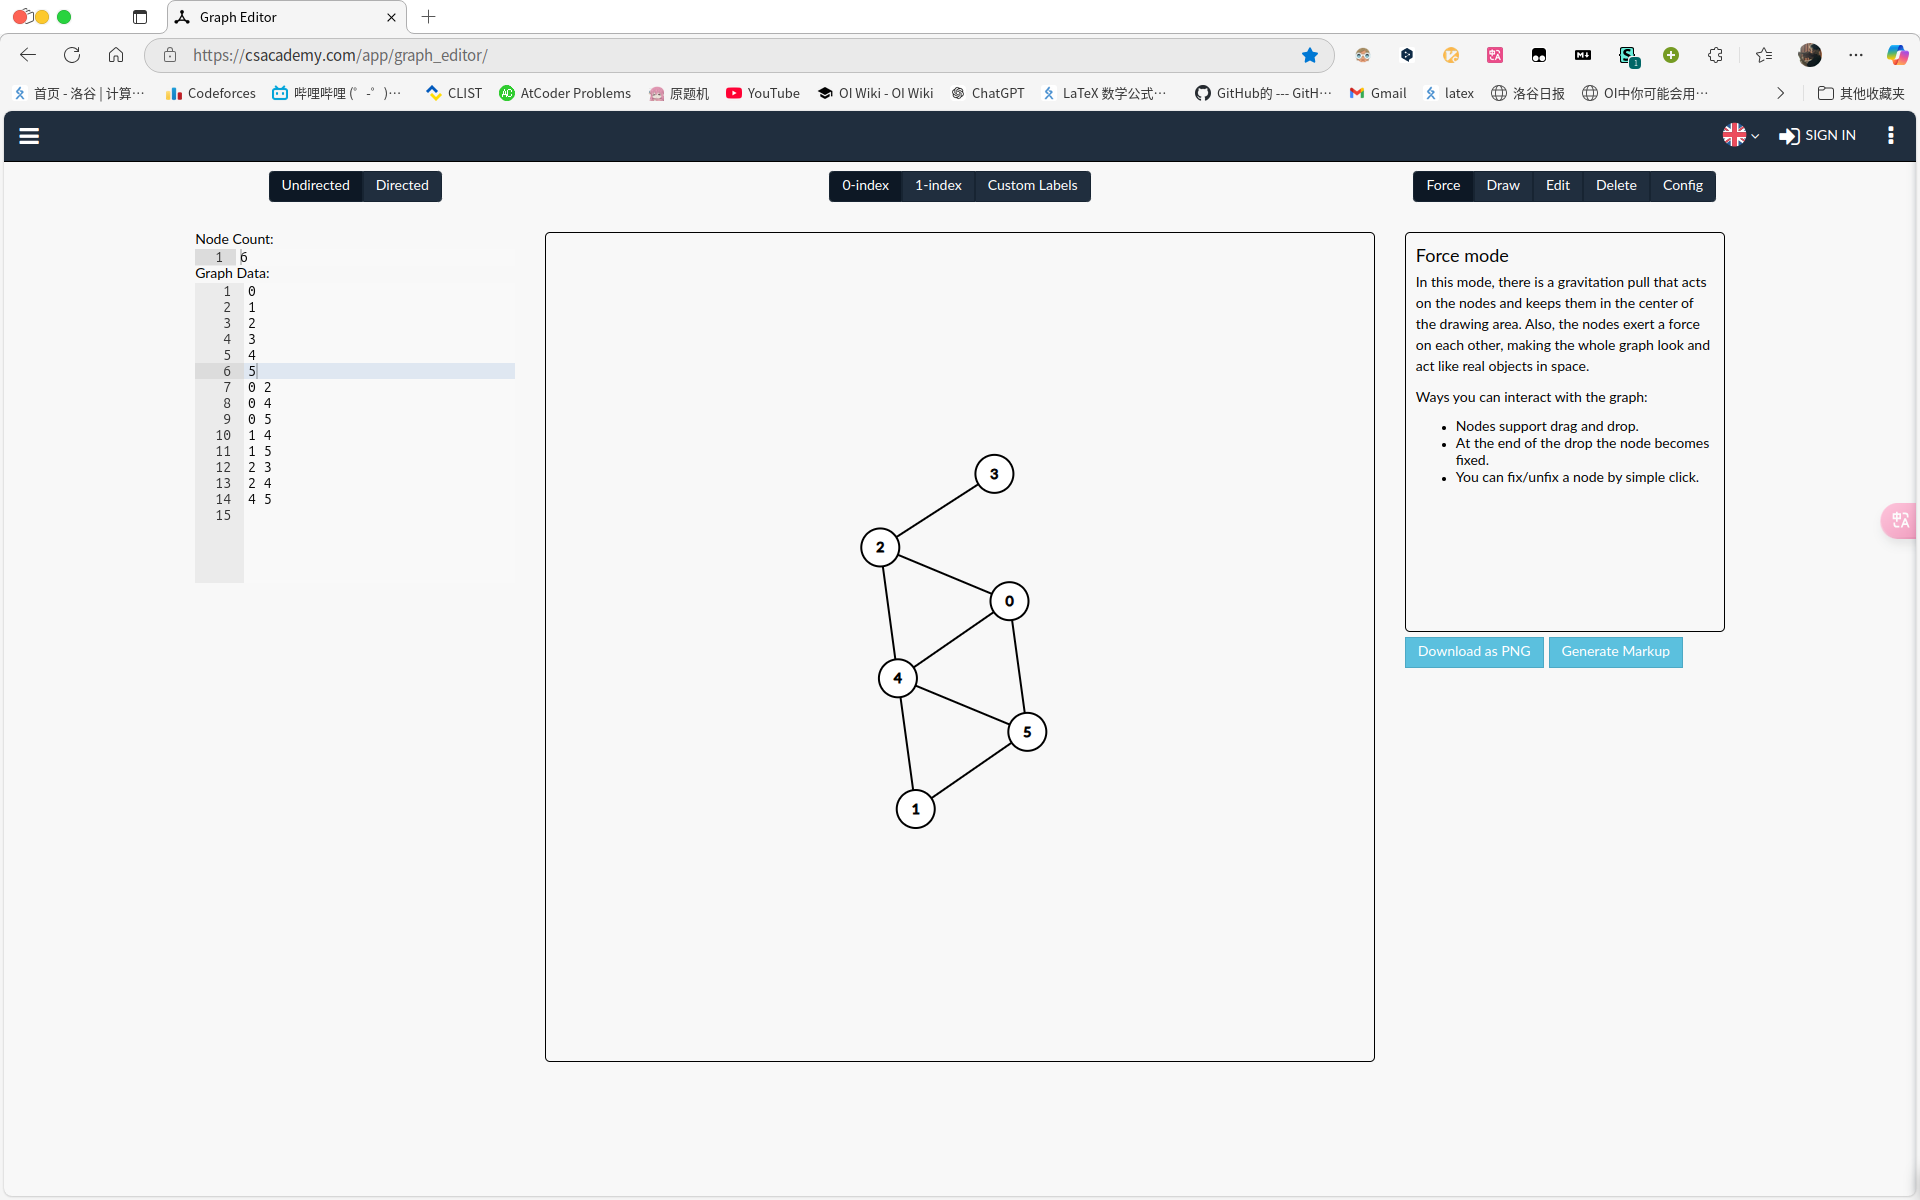 Graph Editor
https://csacademy.com/app/graph_editor/
首页 - 洛谷 | 计算⋯ Codeforces 哔哩哔哩 (゜-゜)⋯ CLIST AtCoder Problems 原题机 YouTube OI Wiki - OI Wiki ChatGPT LaTeX 数学公式⋯ GitHub的 --- GitH⋯ Gmail latex 洛谷日报 OI中你可能会用⋯ 其他收藏夹
SIGN IN
Undirected Directed
0-index 1-index Custom Labels
Force Draw Edit Delete Config
Node Count:
1 6
Graph Data:
1 0
2 1
3 2
4 3
5 4
6 5
7 0 2
8 0 4
9 0 5
10 1 4
11 1 5
12 2 3
13 2 4
14 4 5
15
3
2
0
4
5
1
Force mode
In this mode, there is a gravitation pull that acts
on the nodes and keeps them in the center of
the drawing area. Also, the nodes exert a force
on each other, making the whole graph look and
act like real objects in space.
Ways you can interact with the graph:
• Nodes support drag and drop.
• At the end of the drop the node becomes
fixed.
• You can fix/unfix a node by simple click.
Download as PNG Generate Markup